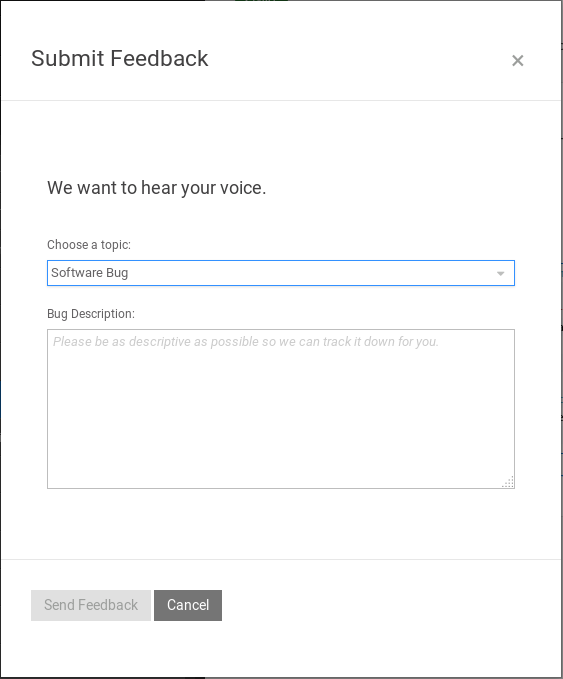 Submit Feedback
×
We want to hear your voice.
Choose a topic:
Software Bug
Bug Description:
Please be as descriptive as possible so we can track it down for you.
Send Feedback Cancel